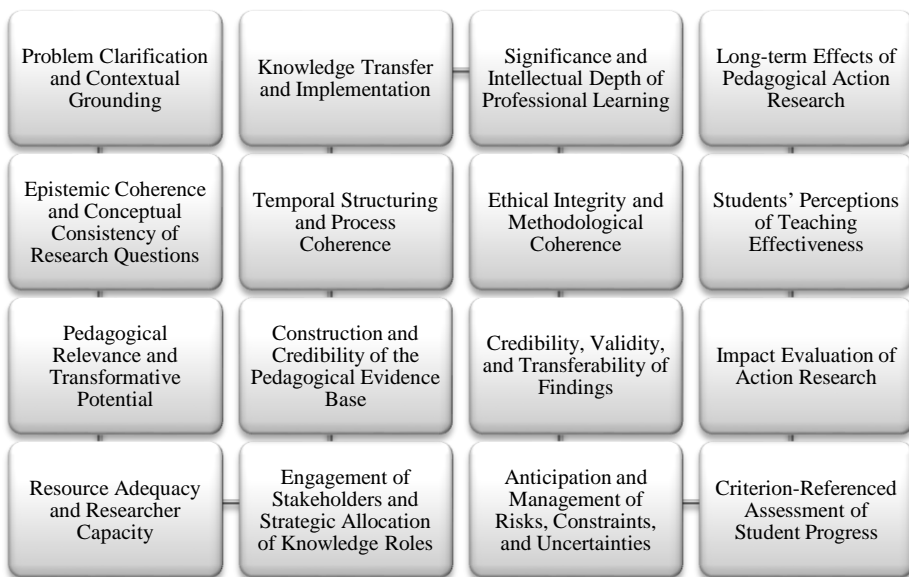 Problem Clarification
and Contextual
Grounding
Knowledge Transfer
and Implementation
Significance and
Intellectual Depth of
Professional Learning
Long-term Effects of
Pedagogical Action
Research
Epistemic Coherence
and Conceptual
Consistency of
Research Questions
Temporal Structuring
and Process
Coherence
Ethical Integrity and
Methodological
Coherence
Students’ Perceptions
of Teaching
Effectiveness
Pedagogical
Relevance and
Transformative
Potential
Construction and
Credibility of the
Pedagogical Evidence
Base
Credibility, Validity,
and Transferability of
Findings
Impact Evaluation of
Action Research
Resource Adequacy
and Researcher
Capacity
Engagement of
Stakeholders and
Strategic Allocation
of Knowledge Roles
Anticipation and
Management of
Risks, Constraints,
and Uncertainties
Criterion-Referenced
Assessment of
Student Progress